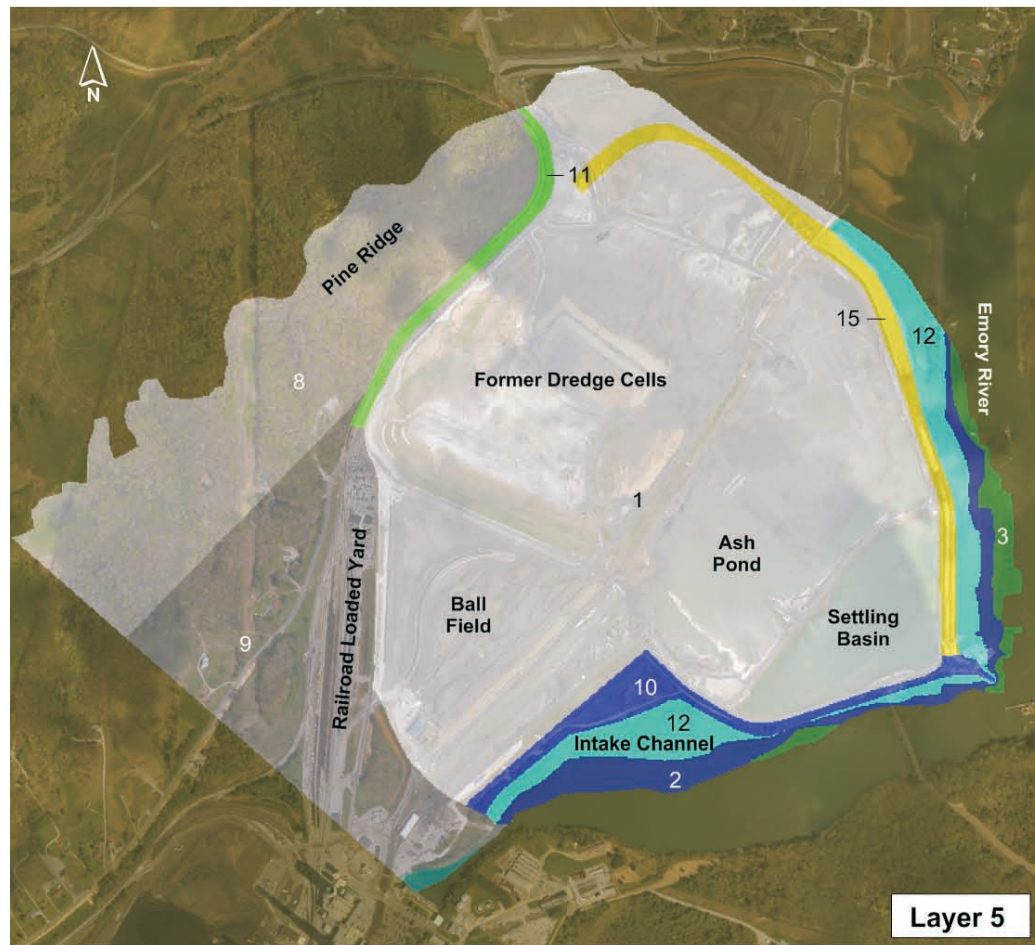 N
11
Pine Ridge
15
12
Emory River
8
Former Dredge Cells
1
3
Ash
Pond
Ball
Field
Settling
Basin
9
Railroad Loaded Yard
10
12
Intake Channel
2
Layer 5